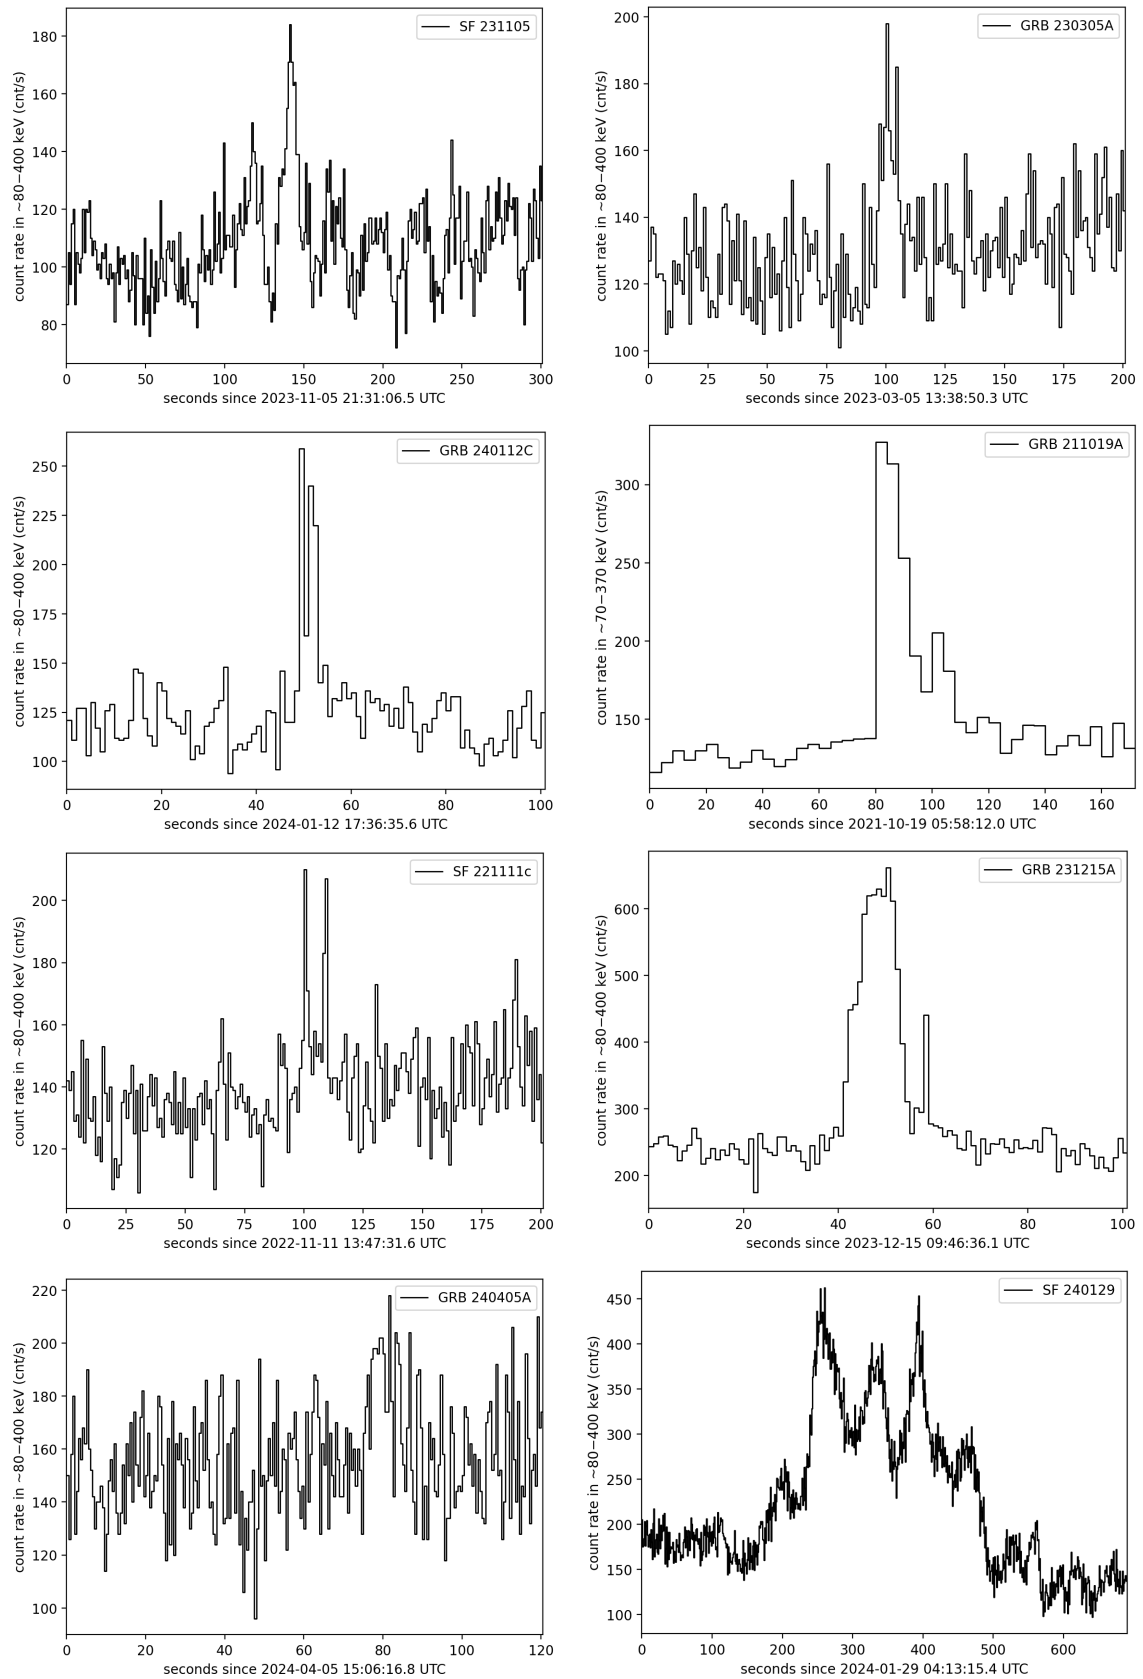 SF 231105
180
160
140
120
100
80
count rate in ~80−400 keV (cnt/s)
0 50 100 150 200 250 300
seconds since 2023-11-05 21:31:06.5 UTC
GRB 230305A
200
180
160
140
120
100
count rate in ~80−400 keV (cnt/s)
0 25 50 75 100 125 150 175 200
seconds since 2023-03-05 13:38:50.3 UTC
GRB 240112C
250
225
200
175
150
125
100
count rate in ~80−400 keV (cnt/s)
0 20 40 60 80 100
seconds since 2024-01-12 17:36:35.6 UTC
GRB 211019A
300
250
200
150
count rate in ~70−370 keV (cnt/s)
0 20 40 60 80 100 120 140 160
seconds since 2021-10-19 05:58:12.0 UTC
SF 221111c
200
180
160
140
120
count rate in ~80−400 keV (cnt/s)
0 25 50 75 100 125 150 175 200
seconds since 2022-11-11 13:47:31.6 UTC
GRB 231215A
600
500
400
300
200
count rate in ~80−400 keV (cnt/s)
0 20 40 60 80 100
seconds since 2023-12-15 09:46:36.1 UTC
GRB 240405A
220
200
180
160
140
120
100
count rate in ~80−400 keV (cnt/s)
0 20 40 60 80 100 120
seconds since 2024-04-05 15:06:16.8 UTC
SF 240129
450
400
350
300
250
200
150
100
count rate in ~80−400 keV (cnt/s)
0 100 200 300 400 500 600
seconds since 2024-01-29 04:13:15.4 UTC